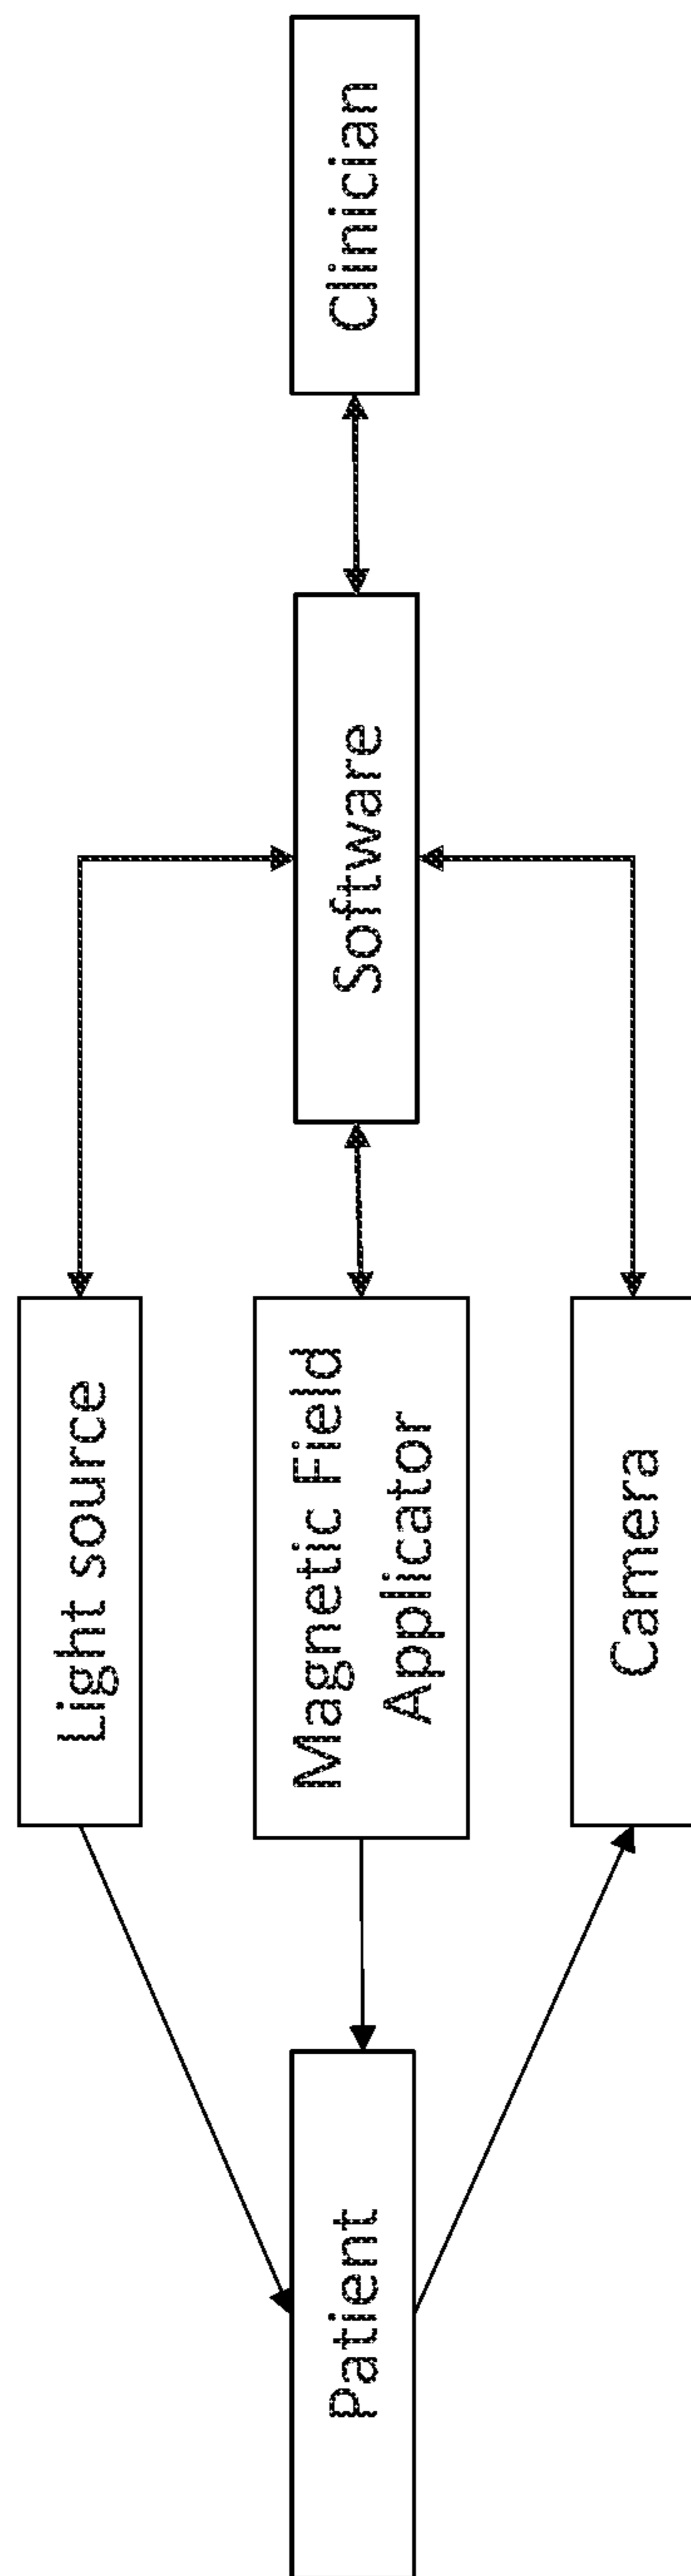 Clinician
Software
Light source
Magnetic Field
Applicator
Camera
Patient